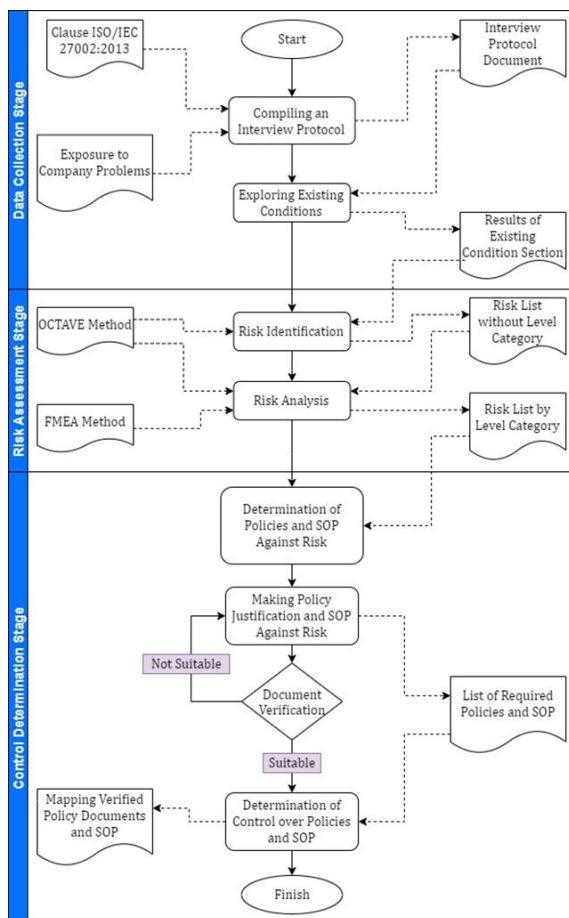 Data Collection Stage
Clause ISO/IEC
27002:2013
Start
Interview
Protocol
Document
Compiling an
Interview Protocol
Exposure to
Company Problems
Exploring Existing
Conditions
Results of
Existing
Condition Section
Risk Assessment Stage
OCTAVE Method
Risk Identification
Risk List
without Level
Category
Risk Analysis
FMEA Method
Risk List by
Level Category
Control Determination Stage
Determination of
Policies and SOP
Against Risk
Making Policy
Justification and SOP
Against Risk
Not Suitable
Document
Verification
List of Required
Policies and SOP
Suitable
Mapping Verified
Policy Documents
and SOP
Determination of
Control over Policies
and SOP
Finish